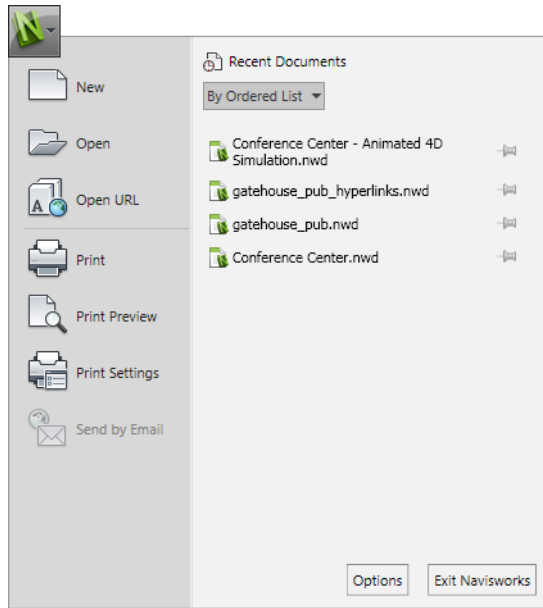 New
Open
Open URL
Print
Print Preview
Print Settings
Send by Email
Recent Documents
By Ordered List
Conference Center - Animated 4D
Simulation.nwd
gatehouse_pub_hyperlinks.nwd
gatehouse_pub.nwd
Conference Center.nwd
Options
Exit Navisworks